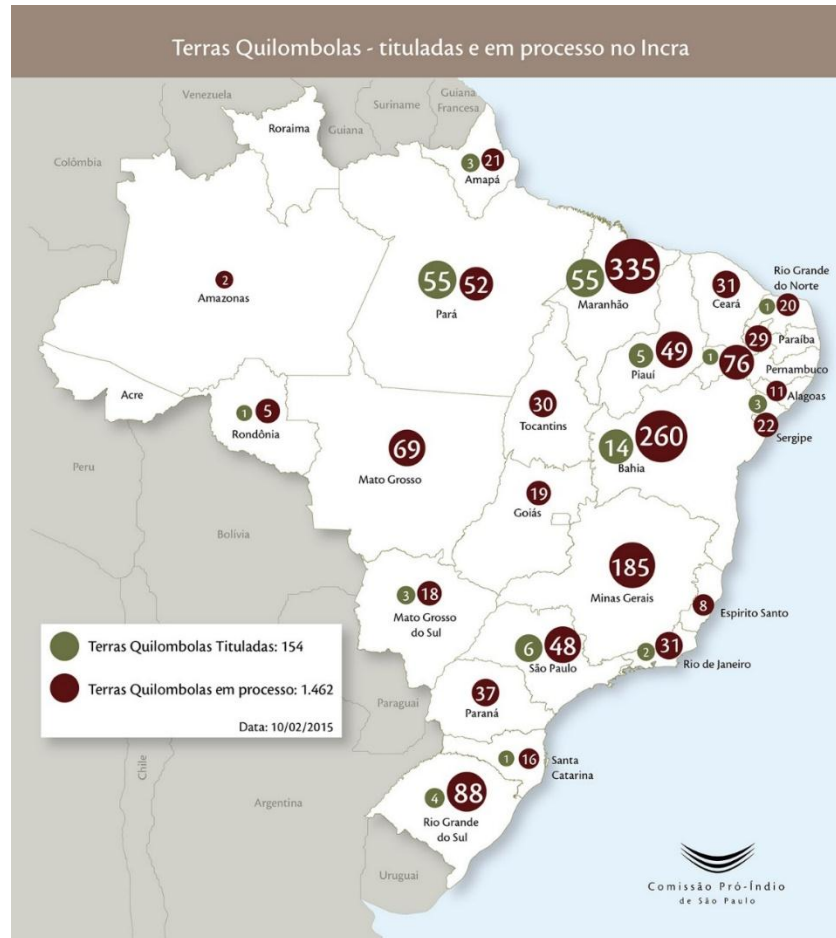 Terras Quilombolas - tituladas e em processo no Incra
Venezuela
Guiana
Suriname
Guiana
Francesa
Colômbia
Roraima
3 21
Amapá
2
Amazonas
55 52
Pará
55 335
Maranhão
31
Ceará
Rio Grande
do Norte
1 20
29
Paraíba
5 49
Piauí
1 76
Pernambuco
11
Alagoas
3
22
Sergipe
Acre
1 5
Rondônia
30
Tocantins
69
Mato Grosso
14 260
Bahia
Peru
19
Goiás
Bolívia
185
Minas Gerais
8
Espirito Santo
3 18
Mato Grosso
do Sul
6 48
São Paulo
2 31
Rio de Janeiro
Terras Quilombolas Tituladas: 154
Terras Quilombolas em processo: 1.462
Data: 10/02/2015
Paraguai
37
Paraná
1 16
Santa
Catarina
Chile
Argentina
4 88
Rio Grande
do Sul
Uruguai
Comissão Pró-Índio
de São Paulo